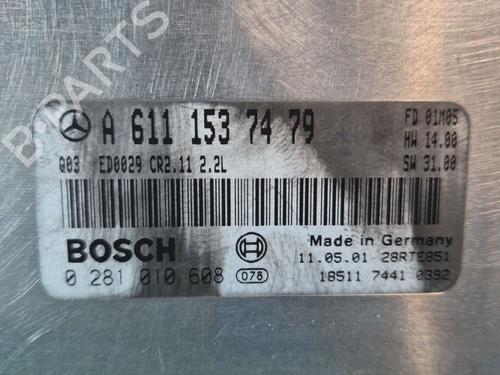 B-PARTS
A 611 153 74 79
FD 01M05
HW 14.00
Q03 ED0029 CR2.11 2.2L
SW 31.00
BOSCH
Made in Germany
0 281 010 608
078
11.05.01 28RTE851
18511 7441 0392